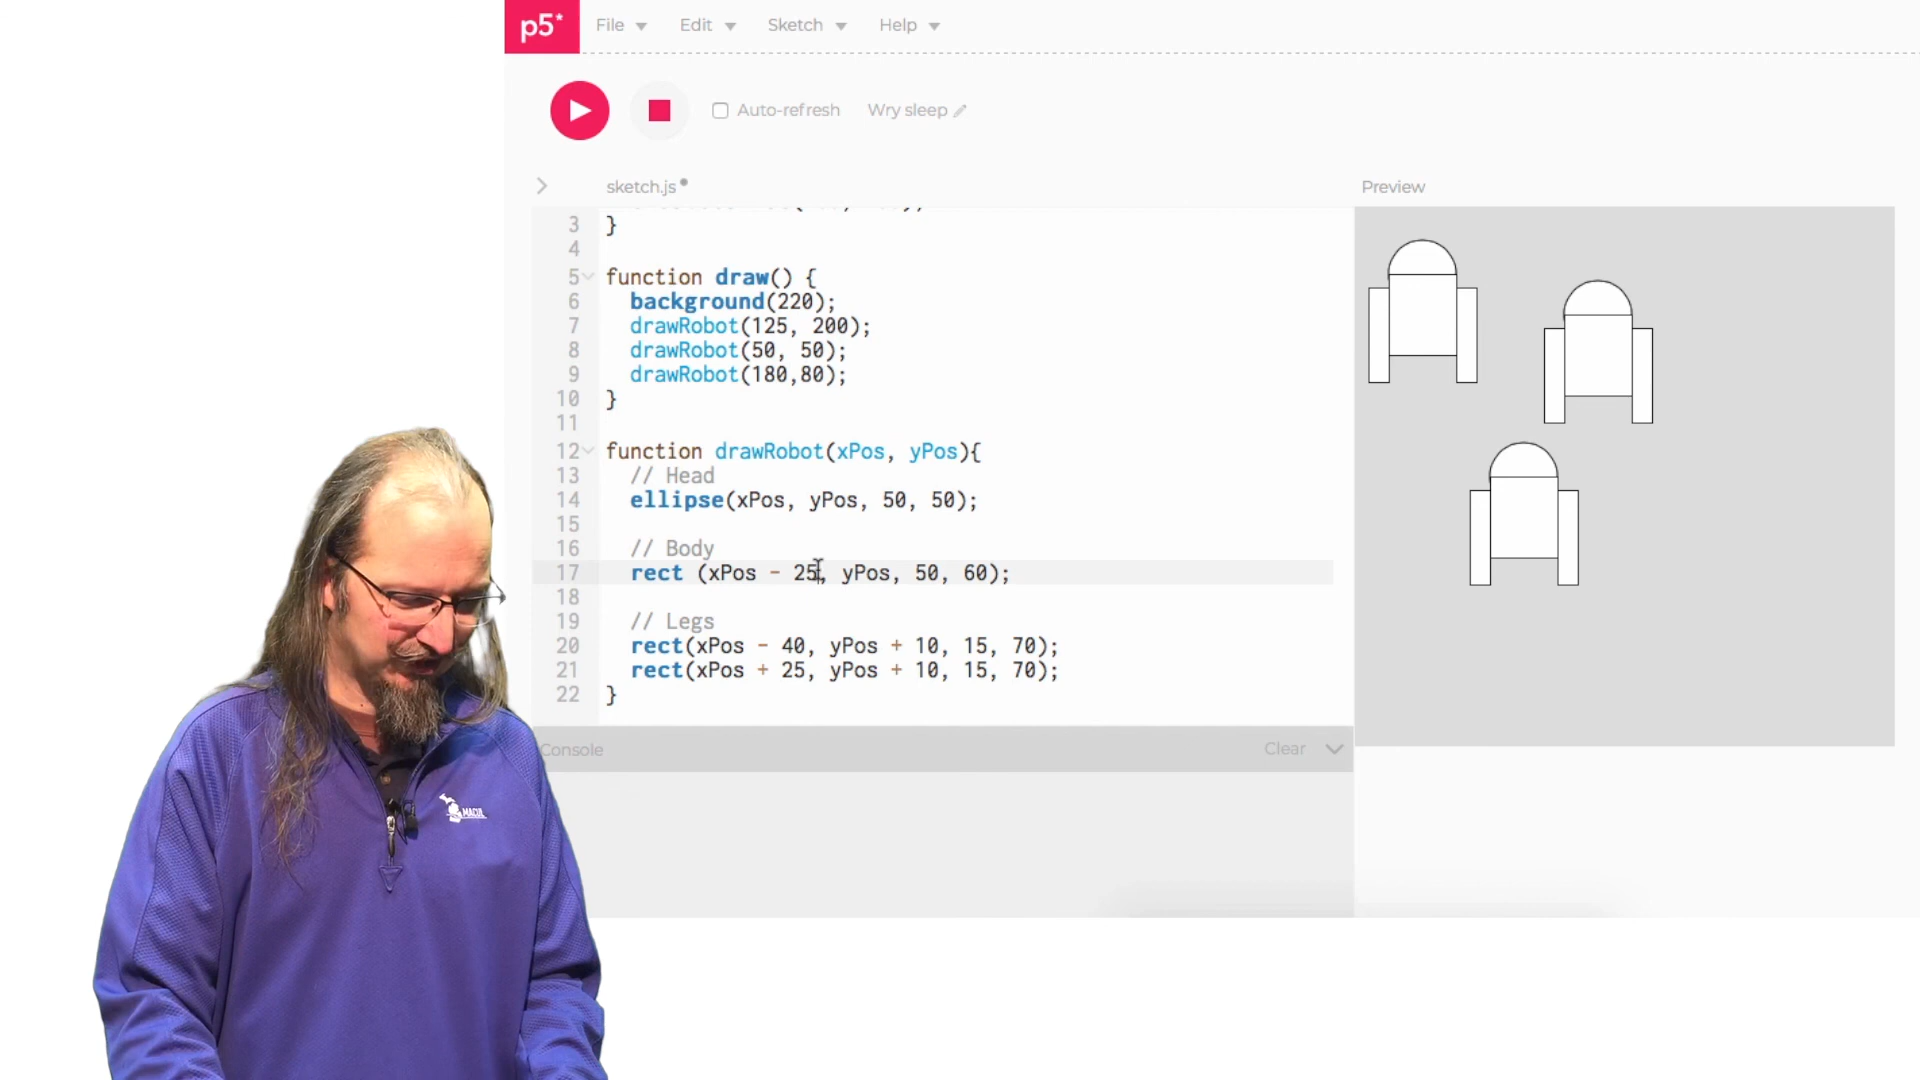 p5* File Edit Sketch Help
Auto-refresh Wry sleep
sketch.js Preview
3 }
4
5 function draw() {
6 background(220);
7 drawRobot(125, 200);
8 drawRobot(50, 50);
9 drawRobot(180,80);
10 }
11
12 function drawRobot(xPos, yPos){
13 // Head
14 ellipse(xPos, yPos, 50, 50);
15
16 // Body
17 rect (xPos - 25, yPos, 50, 60);
18
19 // Legs
20 rect(xPos - 40, yPos + 10, 15, 70);
21 rect(xPos + 25, yPos + 10, 15, 70);
22 }
Console Clear
MACUL